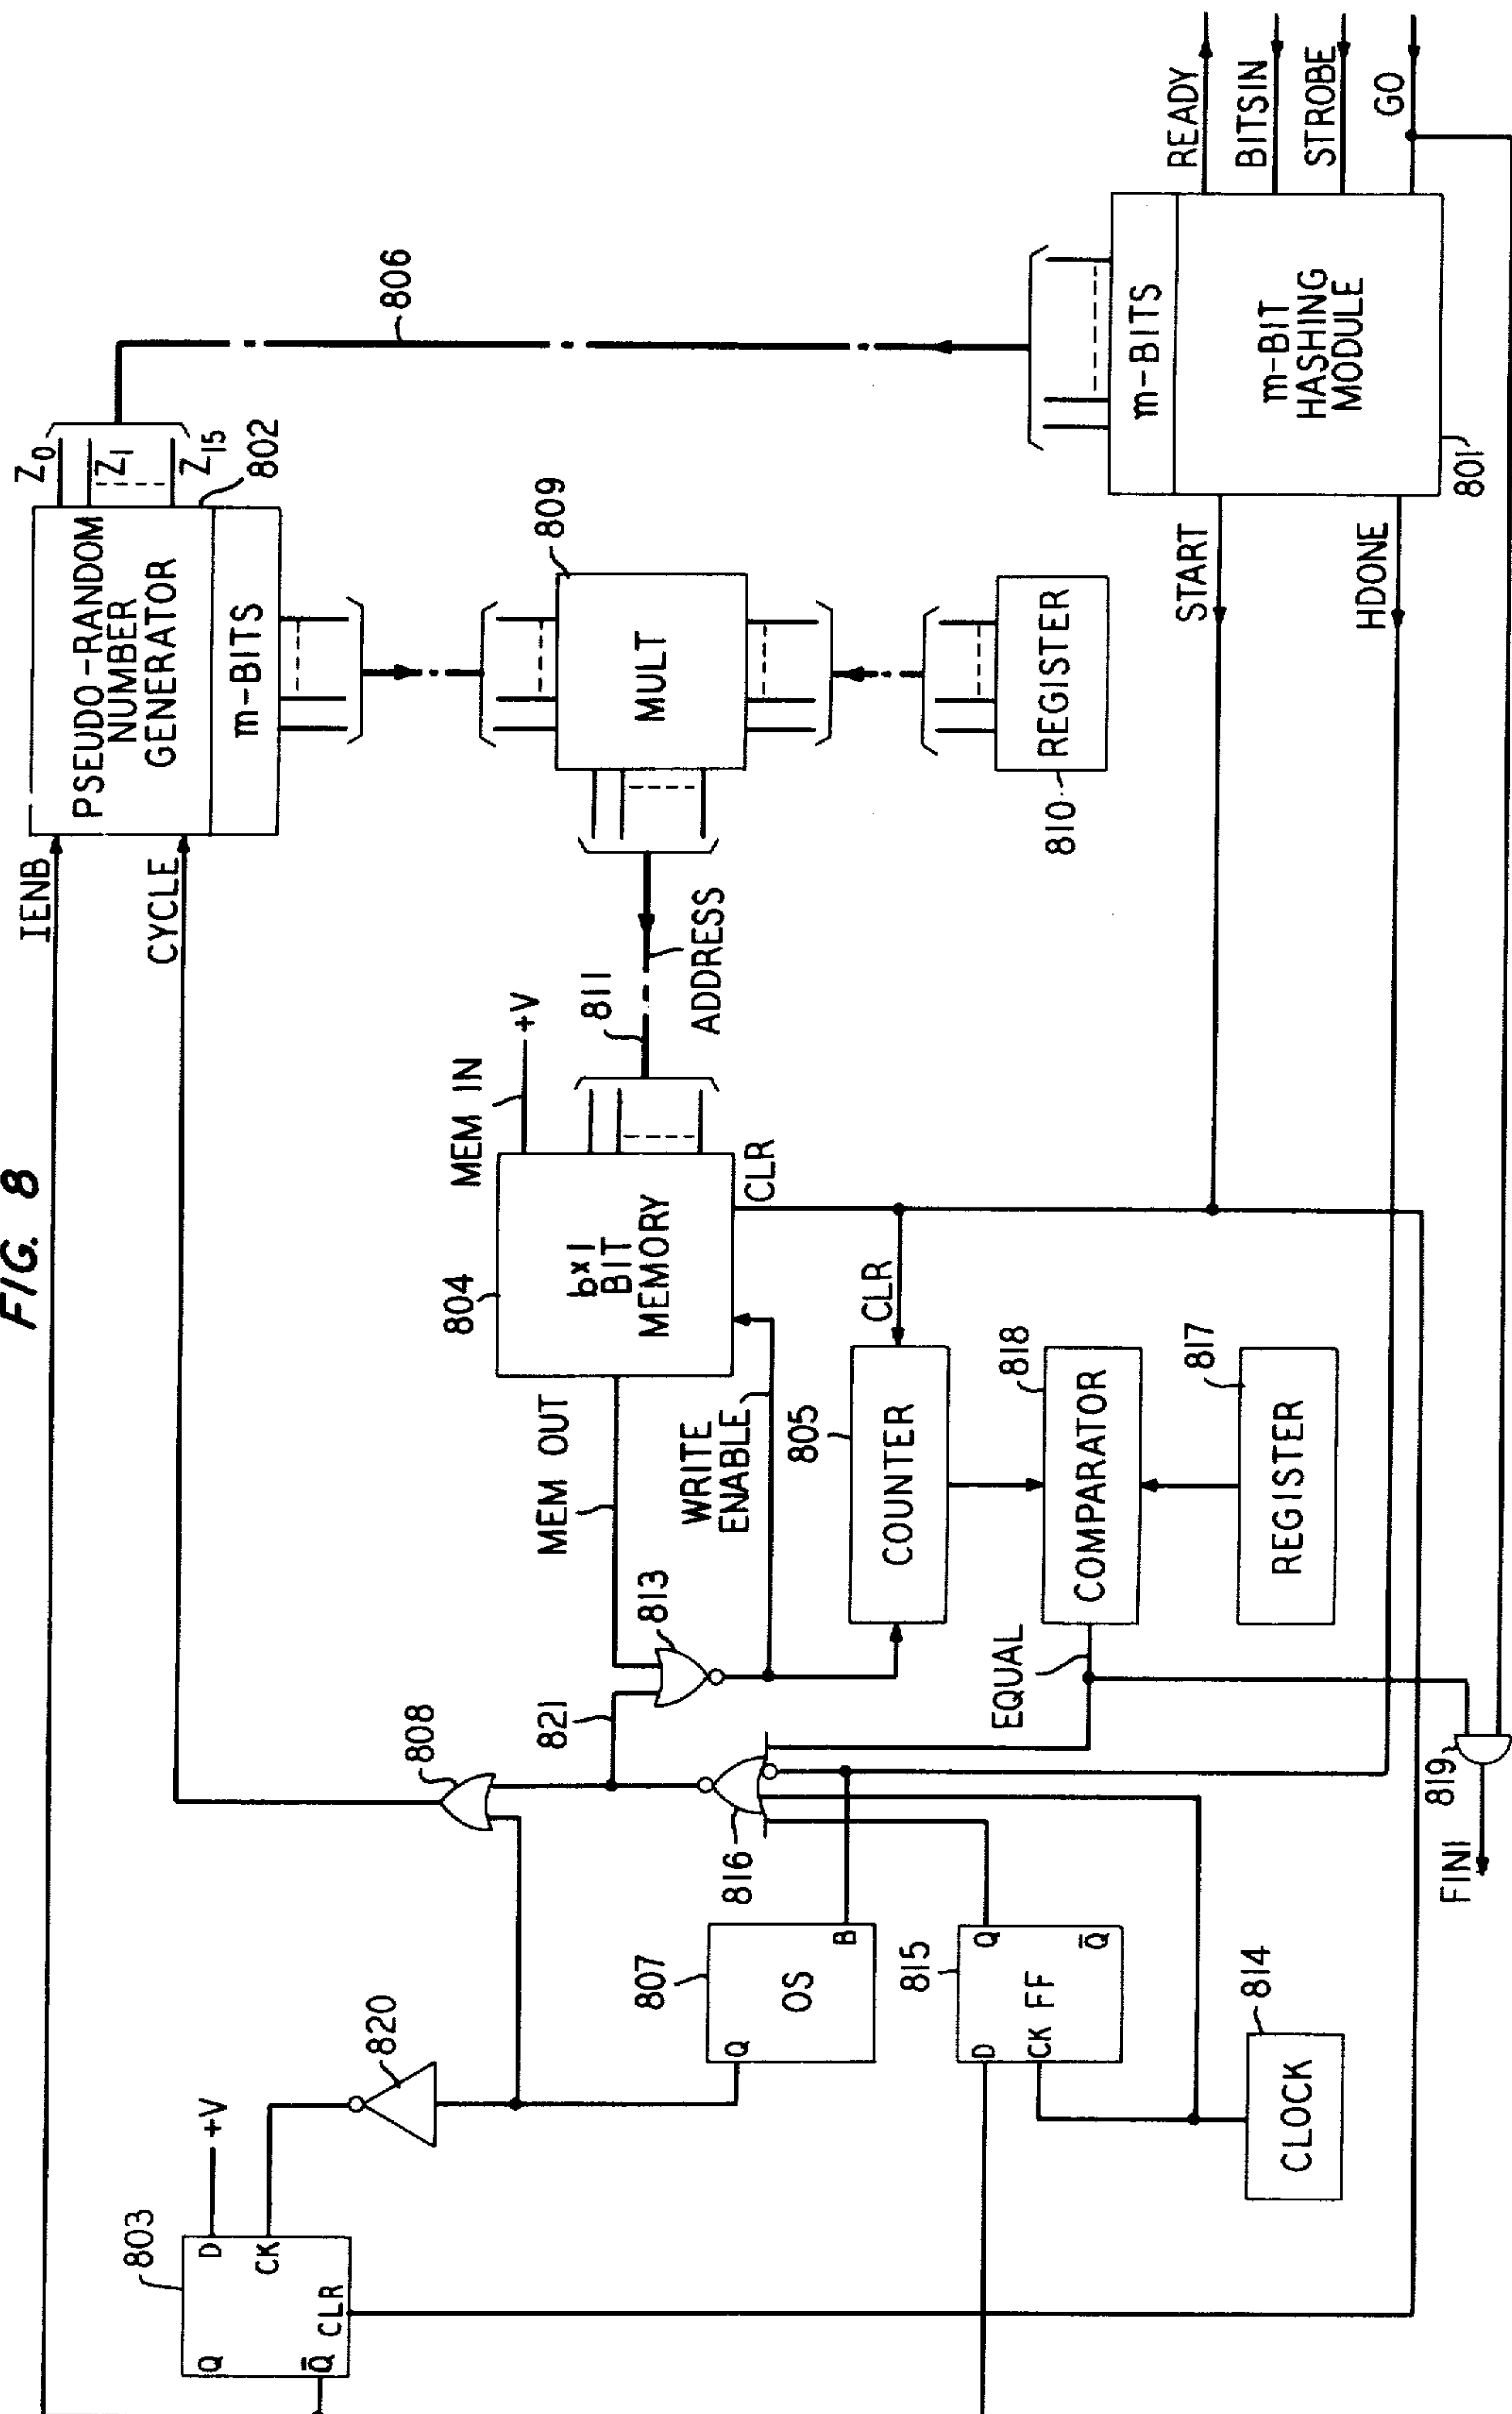 FIG. 8
IENB
CYCLE
PSEUDO-RANDOM
NUMBER
GENERATOR
m-BITS
Z0
Z1
Z15
802
806
809
MULT
REGISTER
810
811
ADDRESS
MEM IN
+V
804
b×1
BIT
MEMORY
CLR
MEM OUT
WRITE
ENABLE
CLR
805
COUNTER
818
COMPARATOR
817
REGISTER
EQUAL
813
821
808
816
819
FINI
820
807
OS
Q
B
815
D
CK FF
Q
Q̄
814
CLOCK
803
+V
D
CK
Q
Q̄
CLR
START
HDONE
m-BITS
m-BIT
HASHING
MODULE
801
READY
BITSIN
STROBE
GO